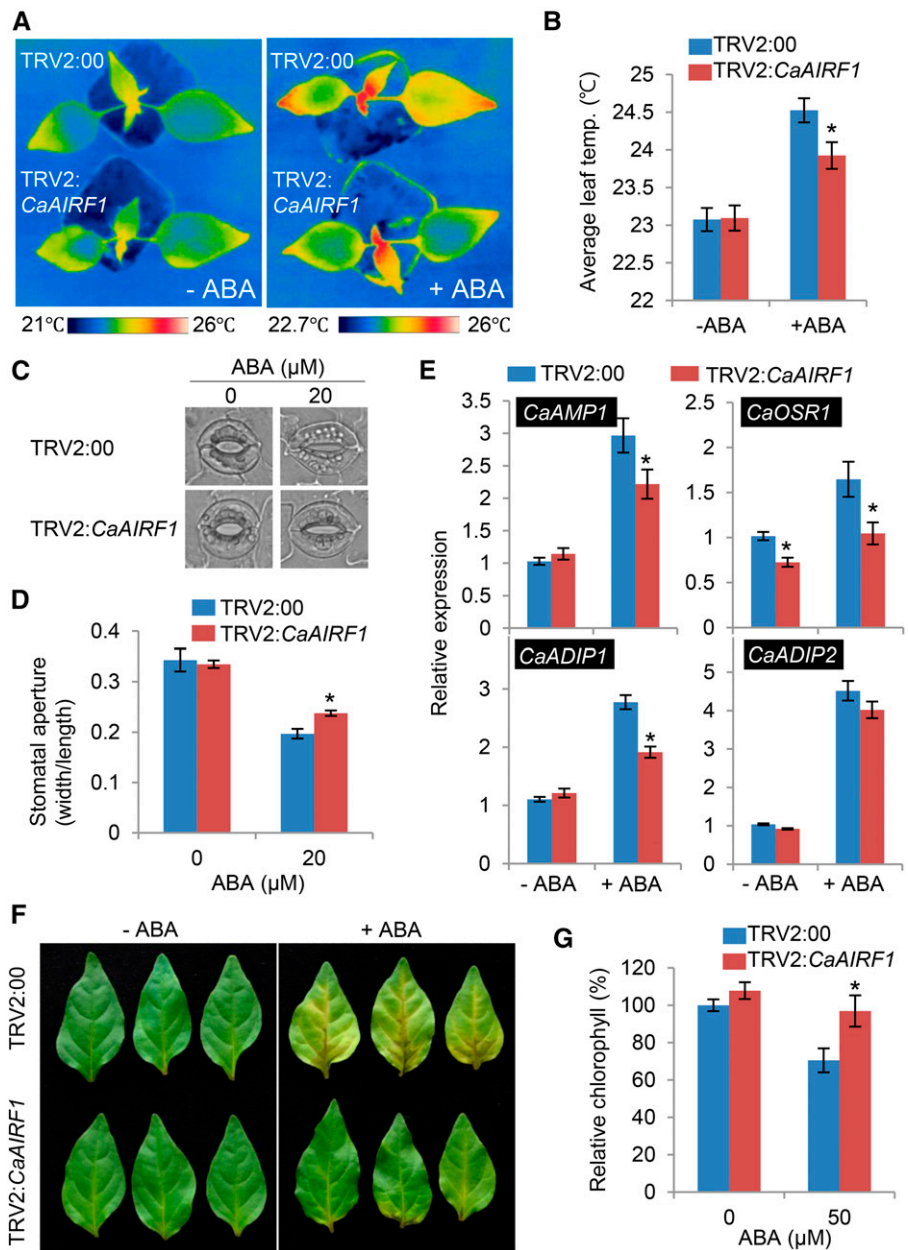 A
TRV2:00
TRV2:
CaAIRF1
- ABA
TRV2:00
TRV2:
CaAIRF1
+ ABA
21℃
26℃
22.7℃
26℃
B
TRV2:00
TRV2:CaAIRF1
Average leaf temp. (℃)
25
24.5
24
23.5
23
22.5
22
*
-ABA
+ABA
C
ABA (µM)
0
20
TRV2:00
TRV2:CaAIRF1
D
TRV2:00
TRV2:CaAIRF1
Stomatal aperture
(width/length)
0.4
0.3
0.2
0.1
0
*
0
20
ABA (µM)
E
TRV2:00
TRV2:CaAIRF1
Relative expression
CaAMP1
3.5
3
2.5
2
1.5
1
0.5
0
*
CaOSR1
2
1.5
1
0.5
0
*
*
CaADIP1
3
2
1
0
*
- ABA
+ ABA
CaADIP2
5
4
3
2
1
0
- ABA
+ ABA
F
- ABA
+ ABA
TRV2:00
TRV2:CaAIRF1
G
TRV2:00
TRV2:CaAIRF1
Relative chlorophyll (%)
120
100
80
60
40
20
0
*
0
50
ABA (µM)